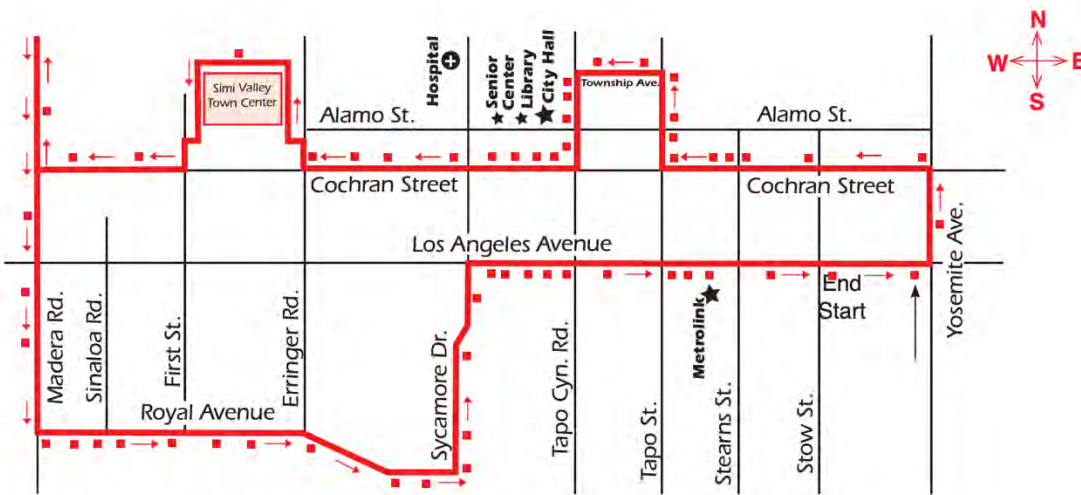 N
W
E
S
Hospital
Senior
Center
Library
City Hall
Simi Valley
Town Center
Township Ave.
Alamo St.
Alamo St.
Cochran Street
Cochran Street
Los Angeles Avenue
Yosemite Ave.
End
Start
Metrolink
Madera Rd.
Sinaloa Rd.
First St.
Erringer Rd.
Sycamore Dr.
Tapo Cyn. Rd.
Tapo St.
Stearns St.
Stow St.
Royal Avenue